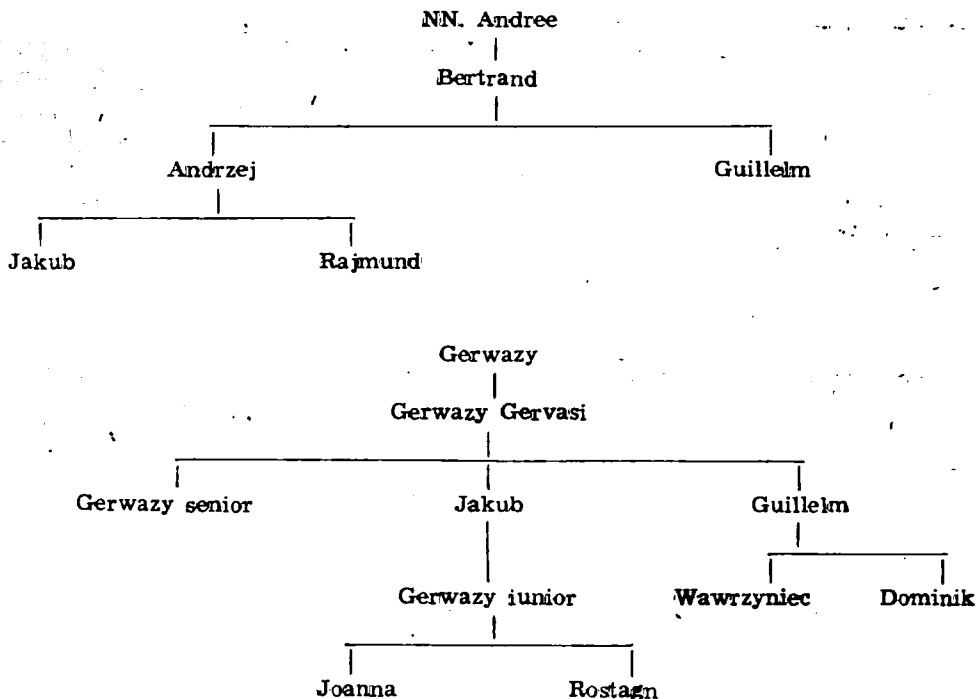 NN. Andree
Bertrand
Andrzej Guillelm
Jakub Rajmund
Gerwazy
Gerwazy Gervasi
Gerwazy senior Jakub Guillelm
Gerwazy iunior Wawrzyniec Dominik
Joanna Rostagn